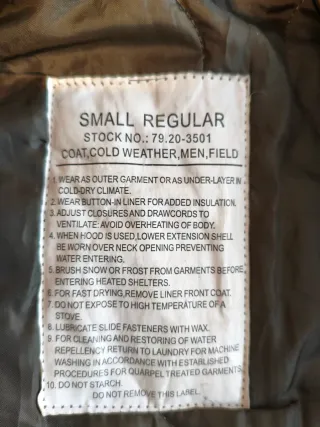 SMALL REGULAR
STOCK NO.: 79.20-3501
COAT,COLD WEATHER,MEN,FIELD
1. WEAR AS OUTER GARMENT OR AS UNDER-LAYER IN
COLD-DRY CLIMATE.
2. WEAR BUTTON-IN LINER FOR ADDED INSULATION.
3. ADJUST CLOSURES AND DRAWCORDS TO
VENTILATE: AVOID OVERHEATING OF BODY.
4. WHEN HOOD IS USED,LOWER EXTENSION SHELL
BE WORN OVER NECK OPENING PREVENTING
WATER ENTERING.
5. BRUSH SNOW OR FROST FROM GARMENTS BEFORE
ENTERING HEATED SHELTERS.
6. FOR FAST DRYING,REMOVE LINER FRONT COAT.
7. DO NOT EXPOSE TO HIGH TEMPERATURE OF A
STOVE.
8. LUBRICATE SLIDE FASTENERS WITH WAX.
9. FOR CLEANING AND RESTORING OF WATER
REPELLENCY RETURN TO LAUNDRY FOR MACHINE
WASHING IN ACCORDANCE WITH ESTABLISHED
PROCEDURES FOR QUARPEL TREATED GARMENTS.
10. DO NOT STARCH.
DO NOT REMOVE THIS LABEL.